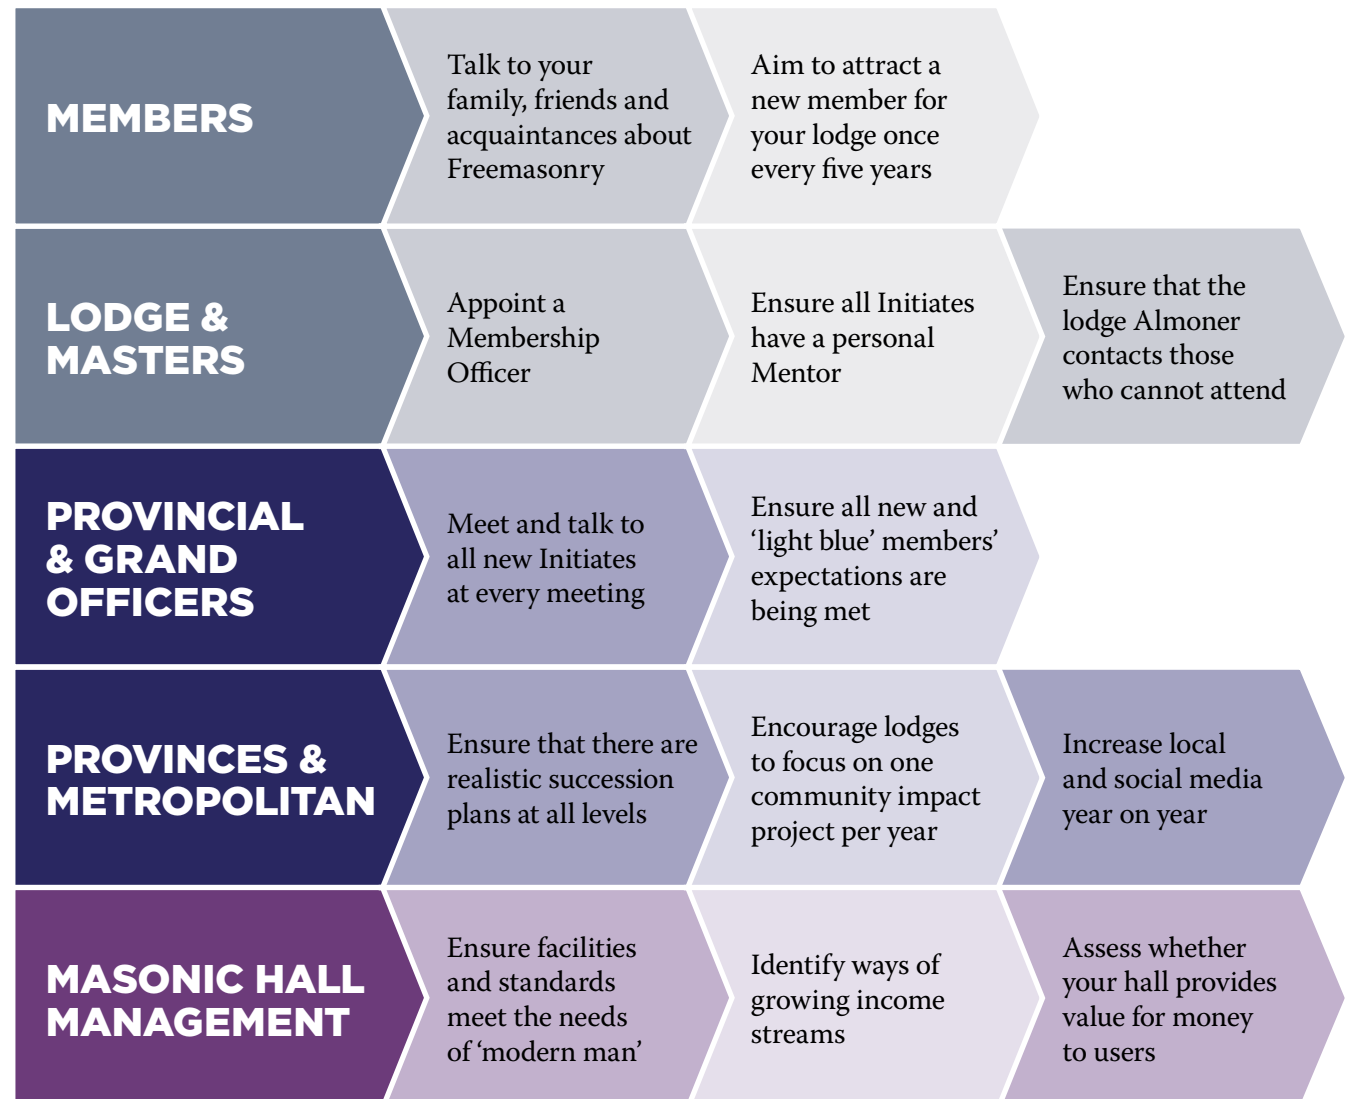 MEMBERS
Talk to your
family, friends and
acquaintances about
Freemasonry
Aim to attract a
new member for
your lodge once
every five years
LODGE &
MASTERS
Appoint a
Membership
Officer
Ensure all Initiates
have a personal
Mentor
Ensure that the
lodge Almoner
contacts those
who cannot attend
PROVINCIAL
& GRAND
OFFICERS
Meet and talk to
all new Initiates
at every meeting
Ensure all new and
‘light blue’ members’
expectations are
being met
PROVINCES &
METROPOLITAN
Ensure that there are
realistic succession
plans at all levels
Encourage lodges
to focus on one
community impact
project per year
Increase local
and social media
year on year
MASONIC HALL
MANAGEMENT
Ensure facilities
and standards
meet the needs
of ‘modern man’
Identify ways of
growing income
streams
Assess whether
your hall provides
value for money
to users